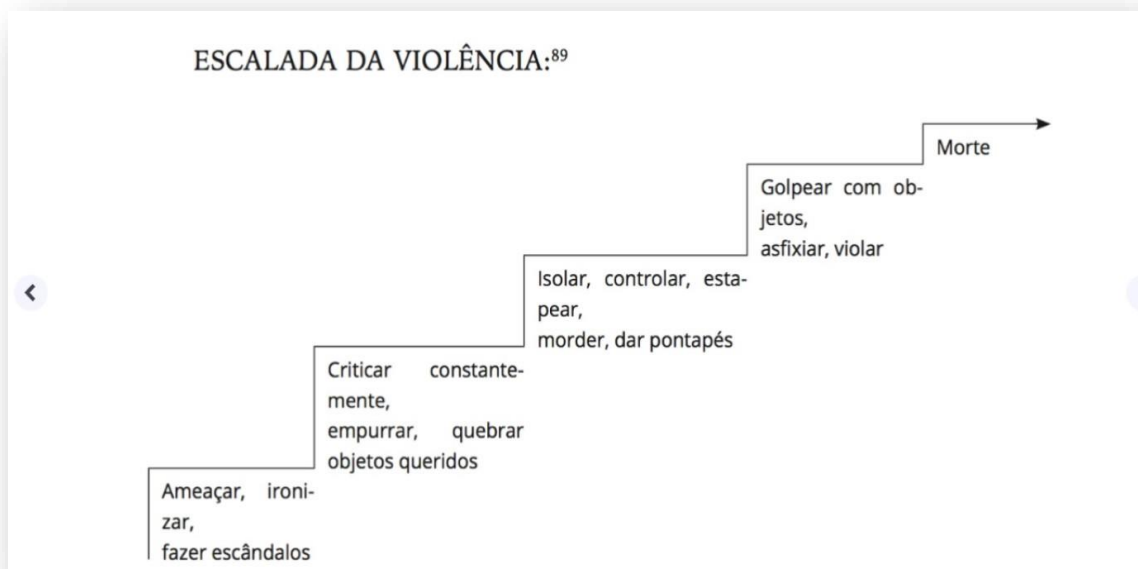 ESCALADA DA VIOLÊNCIA:⁸⁹
Morte
Golpear com ob-
jetos,
asfixiar, violar
Isolar, controlar, esta-
pear,
morder, dar pontapés
Criticar constante-
mente,
empurrar, quebrar
objetos queridos
Ameaçar, ironi-
zar,
fazer escândalos